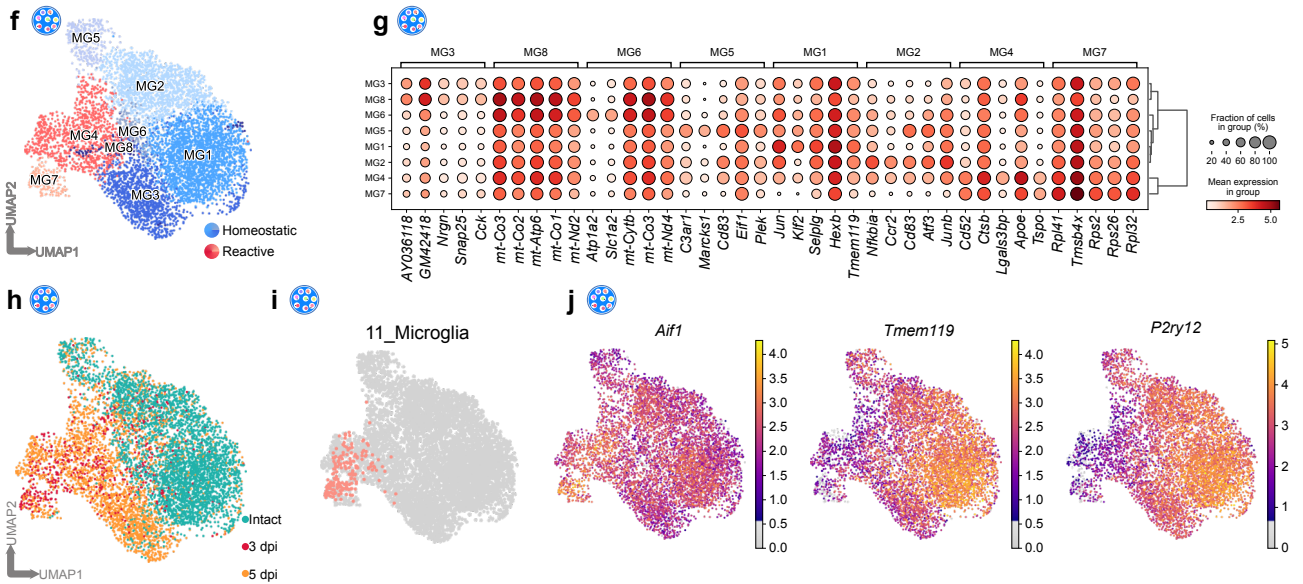 f
MG5
MG2
MG6
MG4
MG8
MG1
MG7
MG3
UMAP2
UMAP1
Homeostatic
Reactive
g
MG3 MG8 MG6 MG5 MG1 MG2 MG4 MG7
MG3
MG8
MG6
MG5
MG1
MG2
MG4
MG7
AY036118 GM2418 Nrgn Snap25 Cck mt-Co3 mt-Co2 mt-Atp6 mt-Co1 mt-Nd2 Atp1a2 Slc1a2 mt-Cytb mt-Co3 mt-Nd4 C3ar1 Marcks1 Cd83 Eif1 Plek Jun Klf2 Selplg Hexb Tmem119 Nfkbia Ccr2 Cd83 Atf3 Junb Cd52 Ctsb Lgals3bp Apoe Tspo Rpl41 Tmsb4x Rps2 Rps26 Rpl32
Fraction of cells
in group (%)
20 40 60 80 100
Mean expression
in group
2.5 5.0
h
UMAP2
UMAP1
Intact
3 dpi
5 dpi
i
11_Microglia
j
Aif1
4.0
3.5
3.0
2.5
2.0
1.5
1.0
0.5
0.0
Tmem119
4.0
3.5
3.0
2.5
2.0
1.5
1.0
0.5
0.0
P2ry12
5
4
3
2
1
0